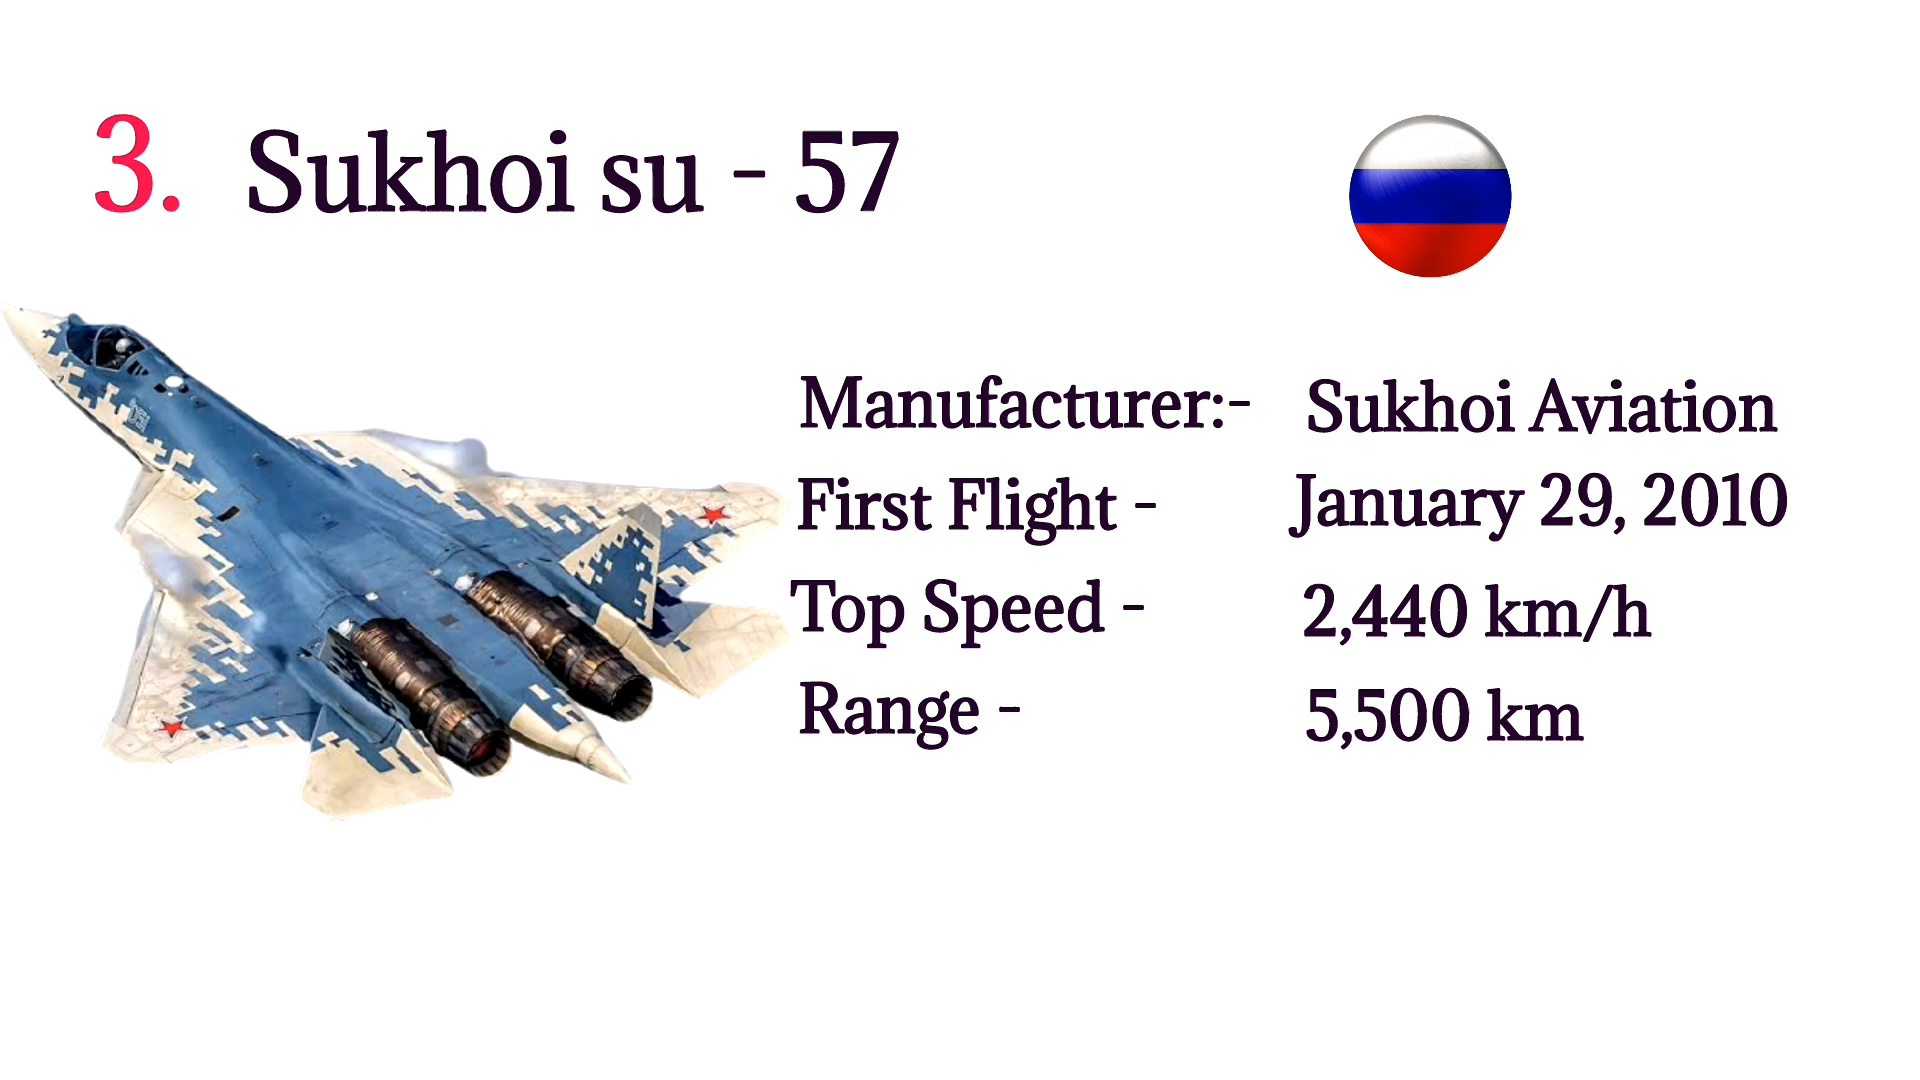 3. Sukhoi su - 57
Manufacturer:- Sukhoi Aviation
First Flight - January 29, 2010
Top Speed - 2,440 km/h
Range - 5,500 km
051